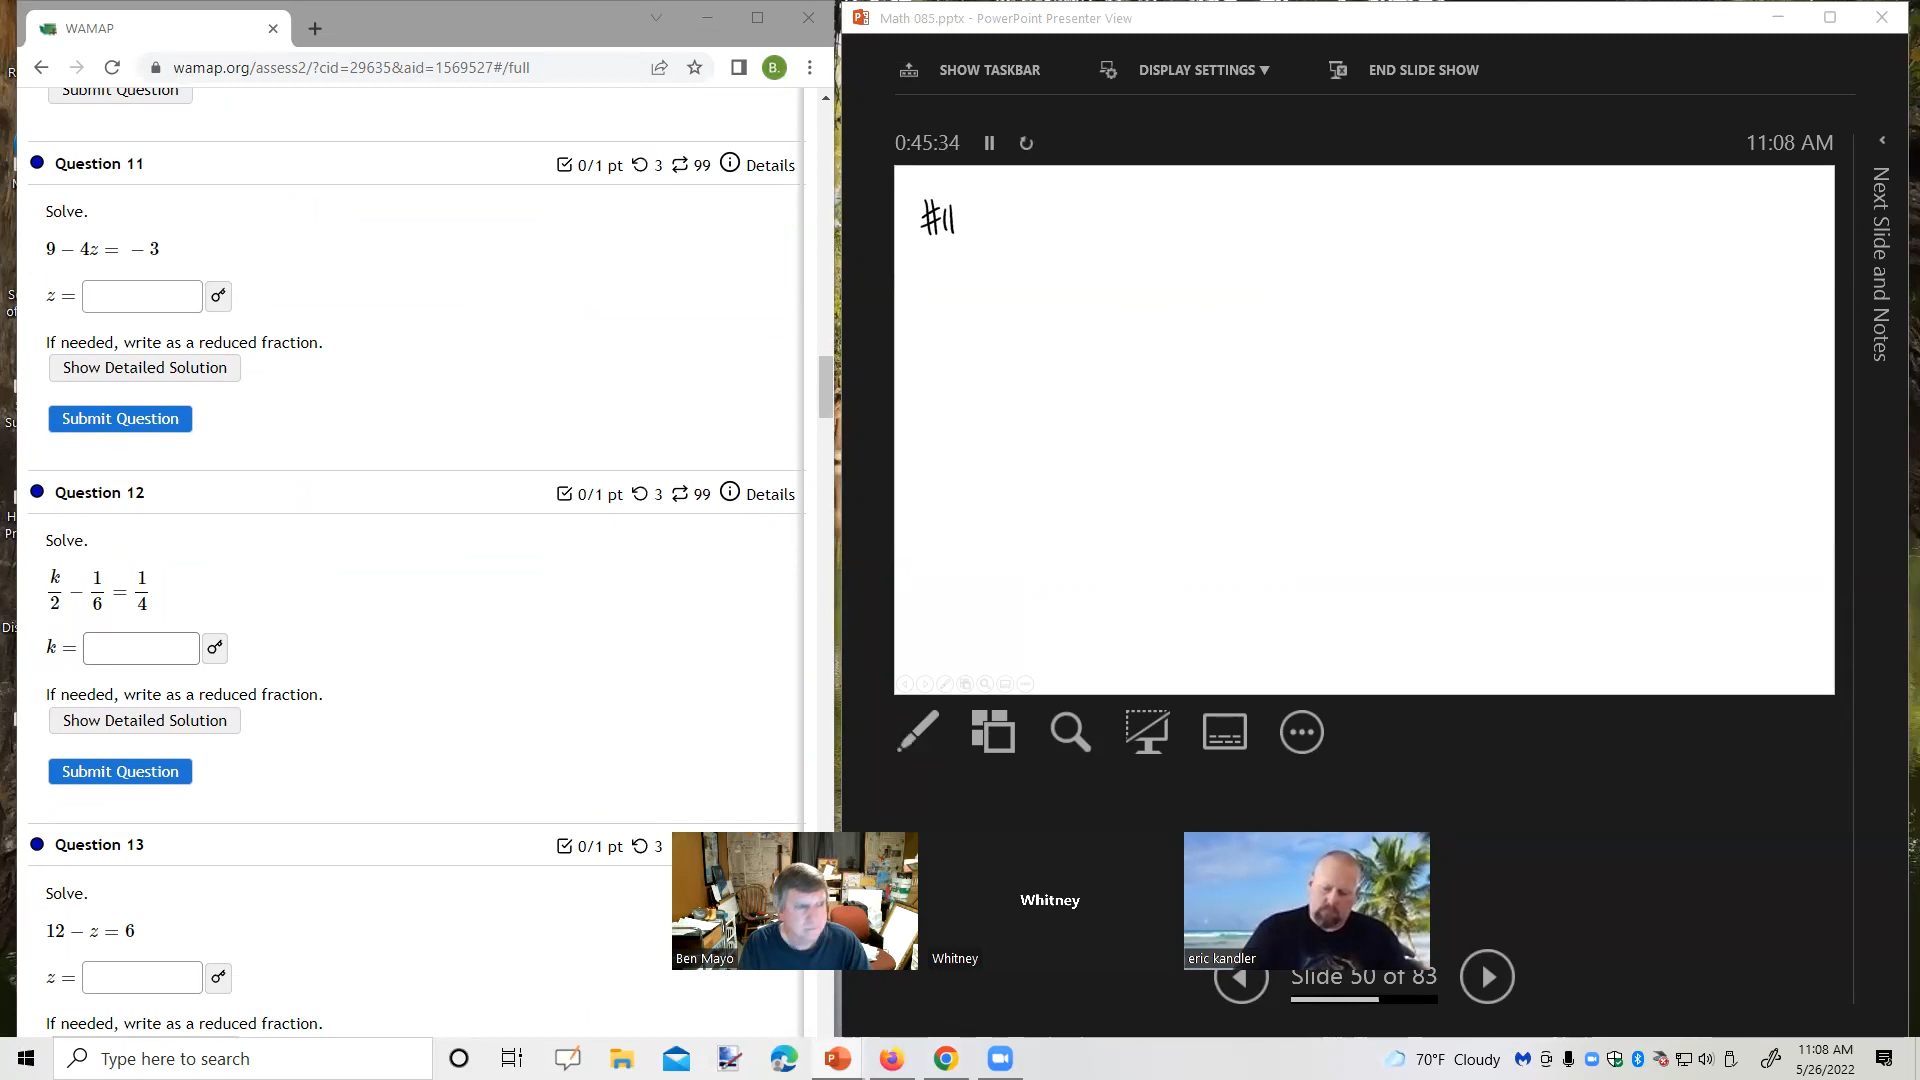 WAMAP
wamap.org/assess2/?cid=29635&aid=1569527#/full
B.
Submit Question
Question 11
0/1 pt 3 99 Details
Solve.
9 − 4z = − 3
z =
If needed, write as a reduced fraction.
Show Detailed Solution
Submit Question
Question 12
0/1 pt 3 99 Details
Solve.
k/2 − 1/6 = 1/4
k =
If needed, write as a reduced fraction.
Show Detailed Solution
Submit Question
Question 13
0/1 pt 3
Solve.
12 − z = 6
z =
If needed, write as a reduced fraction.
Math 085.pptx - PowerPoint Presenter View
SHOW TASKBAR
DISPLAY SETTINGS
END SLIDE SHOW
0:45:34
11:08 AM
#11
Next Slide and Notes
Ben Mayo
Whitney
Whitney
eric kandler
Slide 50 of 83
Type here to search
70°F Cloudy
11:08 AM
5/26/2022